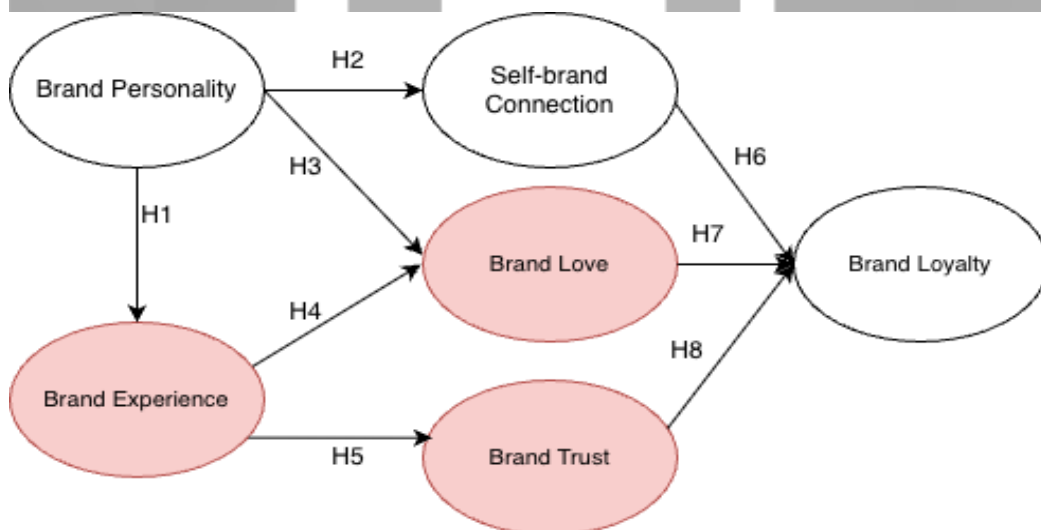 Brand Personality
H2
Self-brand
Connection
H3
H6
H1
Brand Love
H7
Brand Loyalty
H4
H8
Brand Experience
H5
Brand Trust